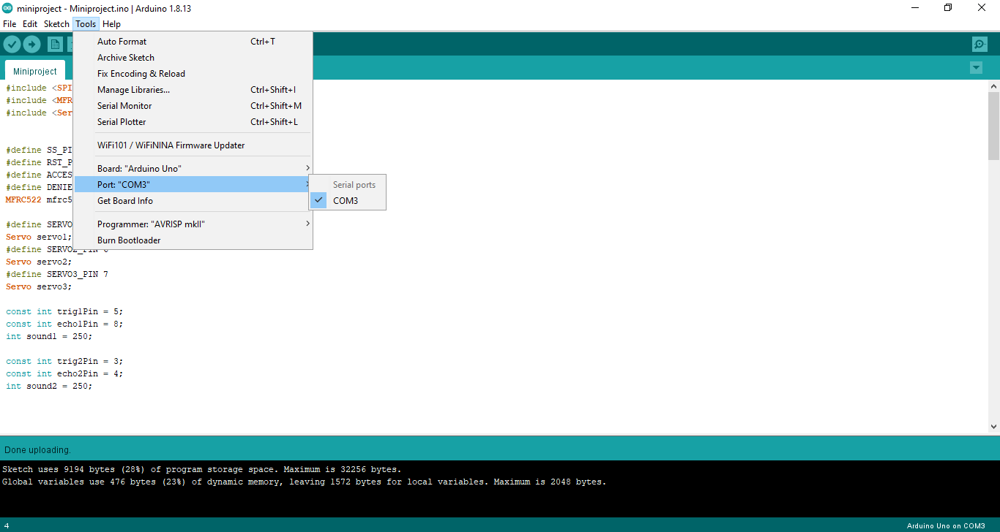 miniproject - Miniproject.ino | Arduino 1.8.13
File Edit Sketch Tools Help
Auto Format Ctrl+T
Archive Sketch
Fix Encoding & Reload
Manage Libraries... Ctrl+Shift+I
Serial Monitor Ctrl+Shift+M
Serial Plotter Ctrl+Shift+L
WiFi101 / WiFiNINA Firmware Updater
Board: "Arduino Uno"
Port: "COM3"
Get Board Info
Programmer: "AVRISP mkII"
Burn Bootloader
Serial ports
COM3
Miniproject
#include <SPI
#include <MFR
#include <Ser
#define SS_PI
#define RST_P
#define ACCES
#define DENIE
MFRC522 mfrc5
#define SERVO
Servo servo1;
#define SERVO2_PIN 6
Servo servo2;
#define SERVO3_PIN 7
Servo servo3;
const int trig1Pin = 5;
const int echo1Pin = 8;
int sound1 = 250;
const int trig2Pin = 3;
const int echo2Pin = 4;
int sound2 = 250;
Done uploading.
Sketch uses 9194 bytes (28%) of program storage space. Maximum is 32256 bytes.
Global variables use 476 bytes (23%) of dynamic memory, leaving 1572 bytes for local variables. Maximum is 2048 bytes.
4 Arduino Uno on COM3